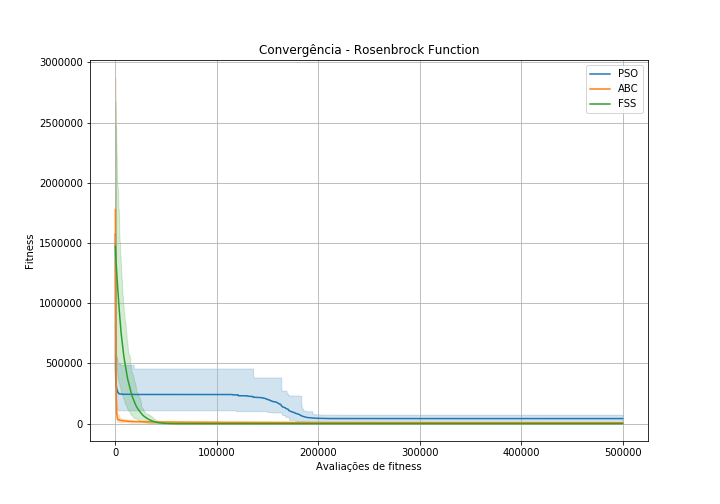 Convergência - Rosenbrock Function
PSO
ABC
FSS
3000000
2500000
2000000
1500000
1000000
500000
0
Fitness
0
100000
200000
300000
400000
500000
Avaliações de fitness